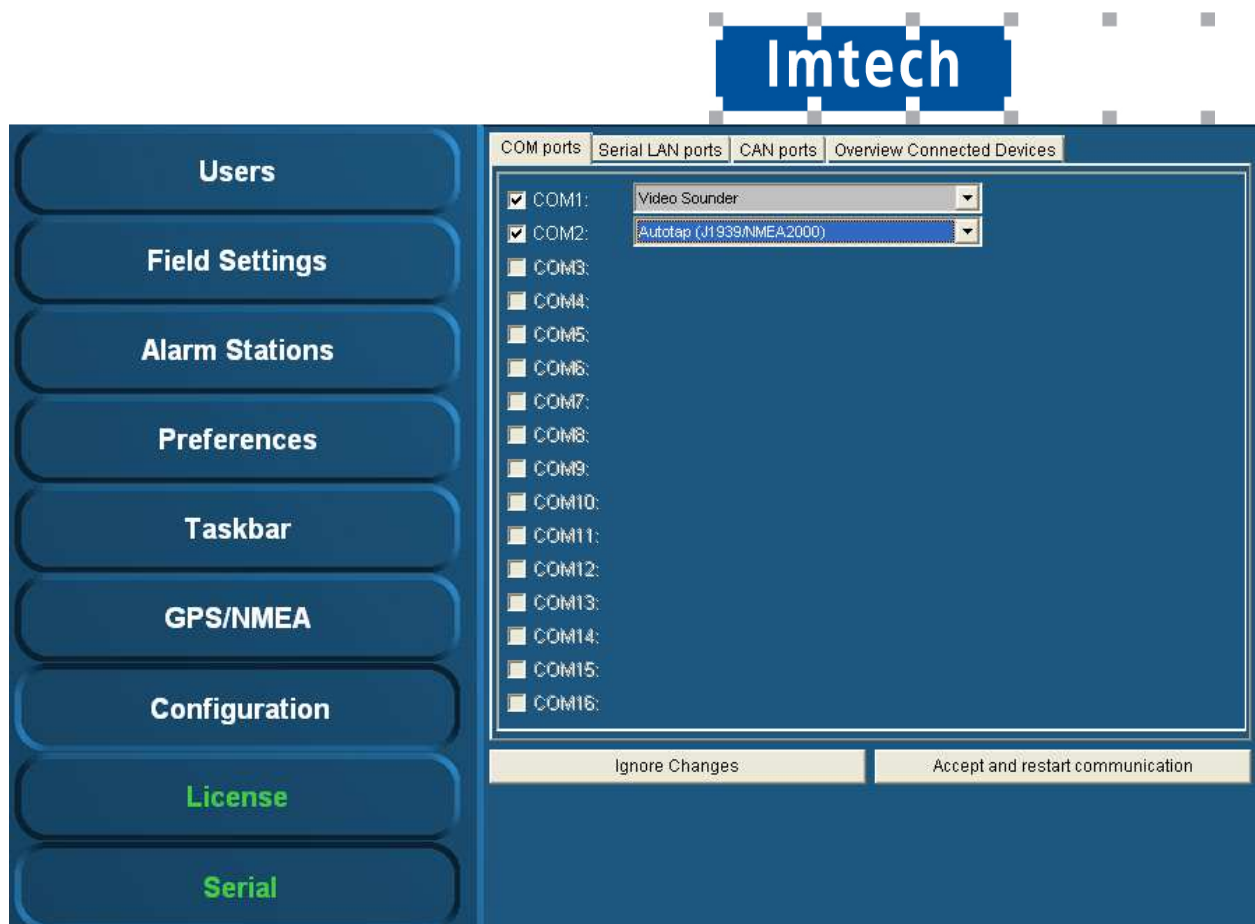 Imtech
Users
Field Settings
Alarm Stations
Preferences
Taskbar
GPS/NMEA
Configuration
License
Serial
COM ports Serial LAN ports CAN ports Overview Connected Devices
COM1: Video Sounder
COM2: Autotap (J1939/NMEA2000)
COM3:
COM4:
COM5:
COM6:
COM7:
COM8:
COM9:
COM10:
COM11:
COM12:
COM13:
COM14:
COM15:
COM16:
Ignore Changes Accept and restart communication